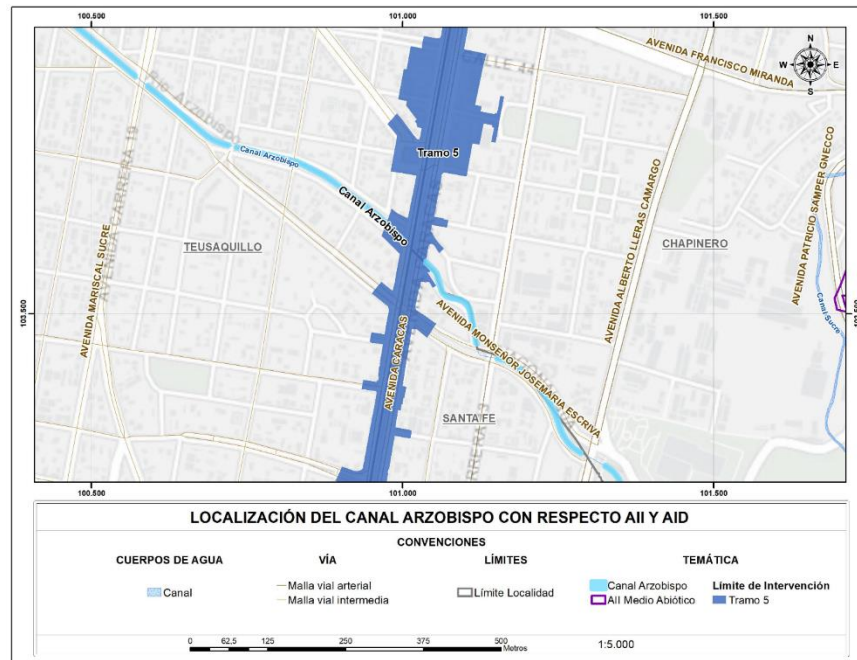 100.500
101.000
101.500
AVENIDA FRANCISCO MIRANDA
CALLE 44
N
W E
S
Rio Arzobispo
Tramo 5
Canal Arzobispo
Canal Arzobispo
AVENIDA CARRERA 19
TEUSAQUILLO
CHAPINERO
AVENIDA PATRICIO SAMPER GNECCO
AVENIDA ALBERTO LLERAS CAMARGO
AVENIDA MARISCAL SUCRE
Canal Sucre
103.500
AVENIDA CARACAS
AVENIDA MONSEÑOR JOSEMARIA ESCRIVA
SANTA FE
100.500
101.000
101.500
LOCALIZACIÓN DEL CANAL ARZOBISPO CON RESPECTO AII Y AID
CONVENCIONES
CUERPOS DE AGUA
Canal
VÍA
Malla vial arterial
Malla vial intermedia
LÍMITES
Límite Localidad
TEMÁTICA
Canal Arzobispo
AII Medio Abiótico
Límite de Intervención
Tramo 5
0 62,5 125 250 375 500
Metros
1:5.000